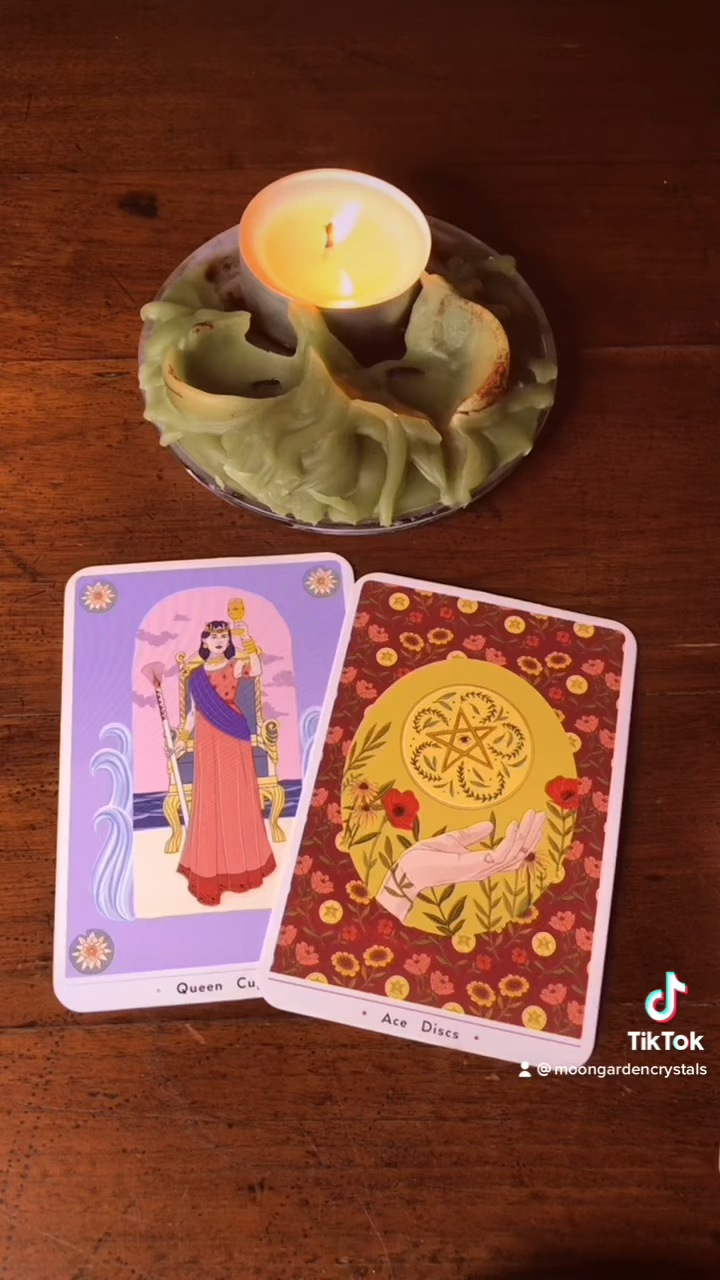 Queen Cu
• Ace Discs •
TikTok
@moongardencrystals